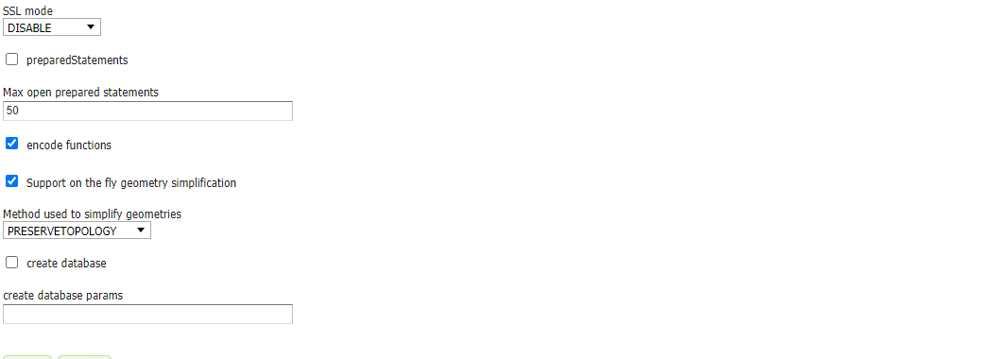 SSL mode
DISABLE
preparedStatements
Max open prepared statements
50
encode functions
Support on the fly geometry simplification
Method used to simplify geometries
PRESERVETOPOLOGY
create database
create database params